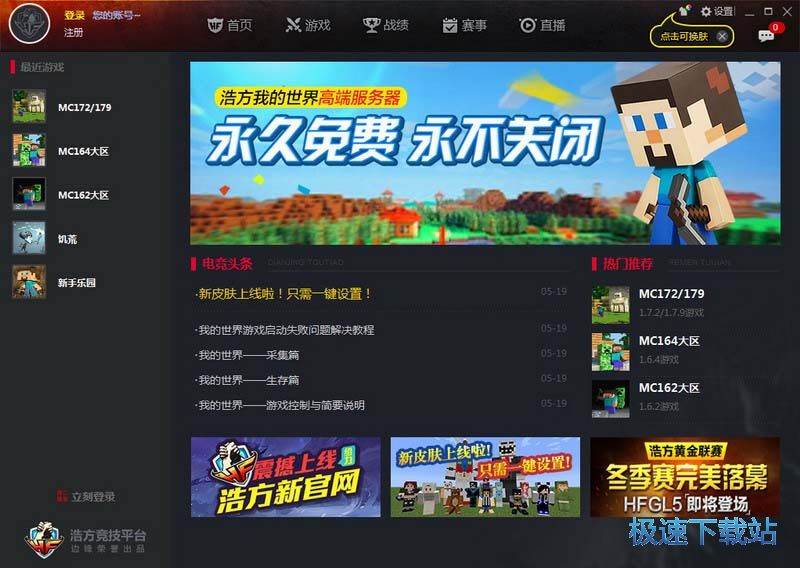 登录 您的账号~
注册
首页
游戏
战绩
赛事
直播
设置
点击可换肤
0
最近游戏
MC172/179
MC164大区
MC162大区
饥荒
新手乐园
浩方我的世界高端服务器
永久免费 永不关闭
电竞头条 DIANJING TOUTIAO
·新皮肤上线啦！只需一键设置！ 05-19
·我的世界游戏启动失败问题解决教程 05-19
·我的世界——采集篇 05-19
·我的世界——生存篇 05-19
·我的世界——游戏控制与简要说明 05-19
热门推荐 REMEN TUIJIAN
MC172/179
1.7.2/1.7.9游戏
MC164大区
1.6.4游戏
MC162大区
1.6.2游戏
震撼上线
浩方新官网
新皮肤上线啦!
只需一键设置!
浩方黄金联赛
冬季赛完美落幕
HFGL5 即将登场
立刻登录
浩方竞技平台
边锋荣誉出品
极速下载站